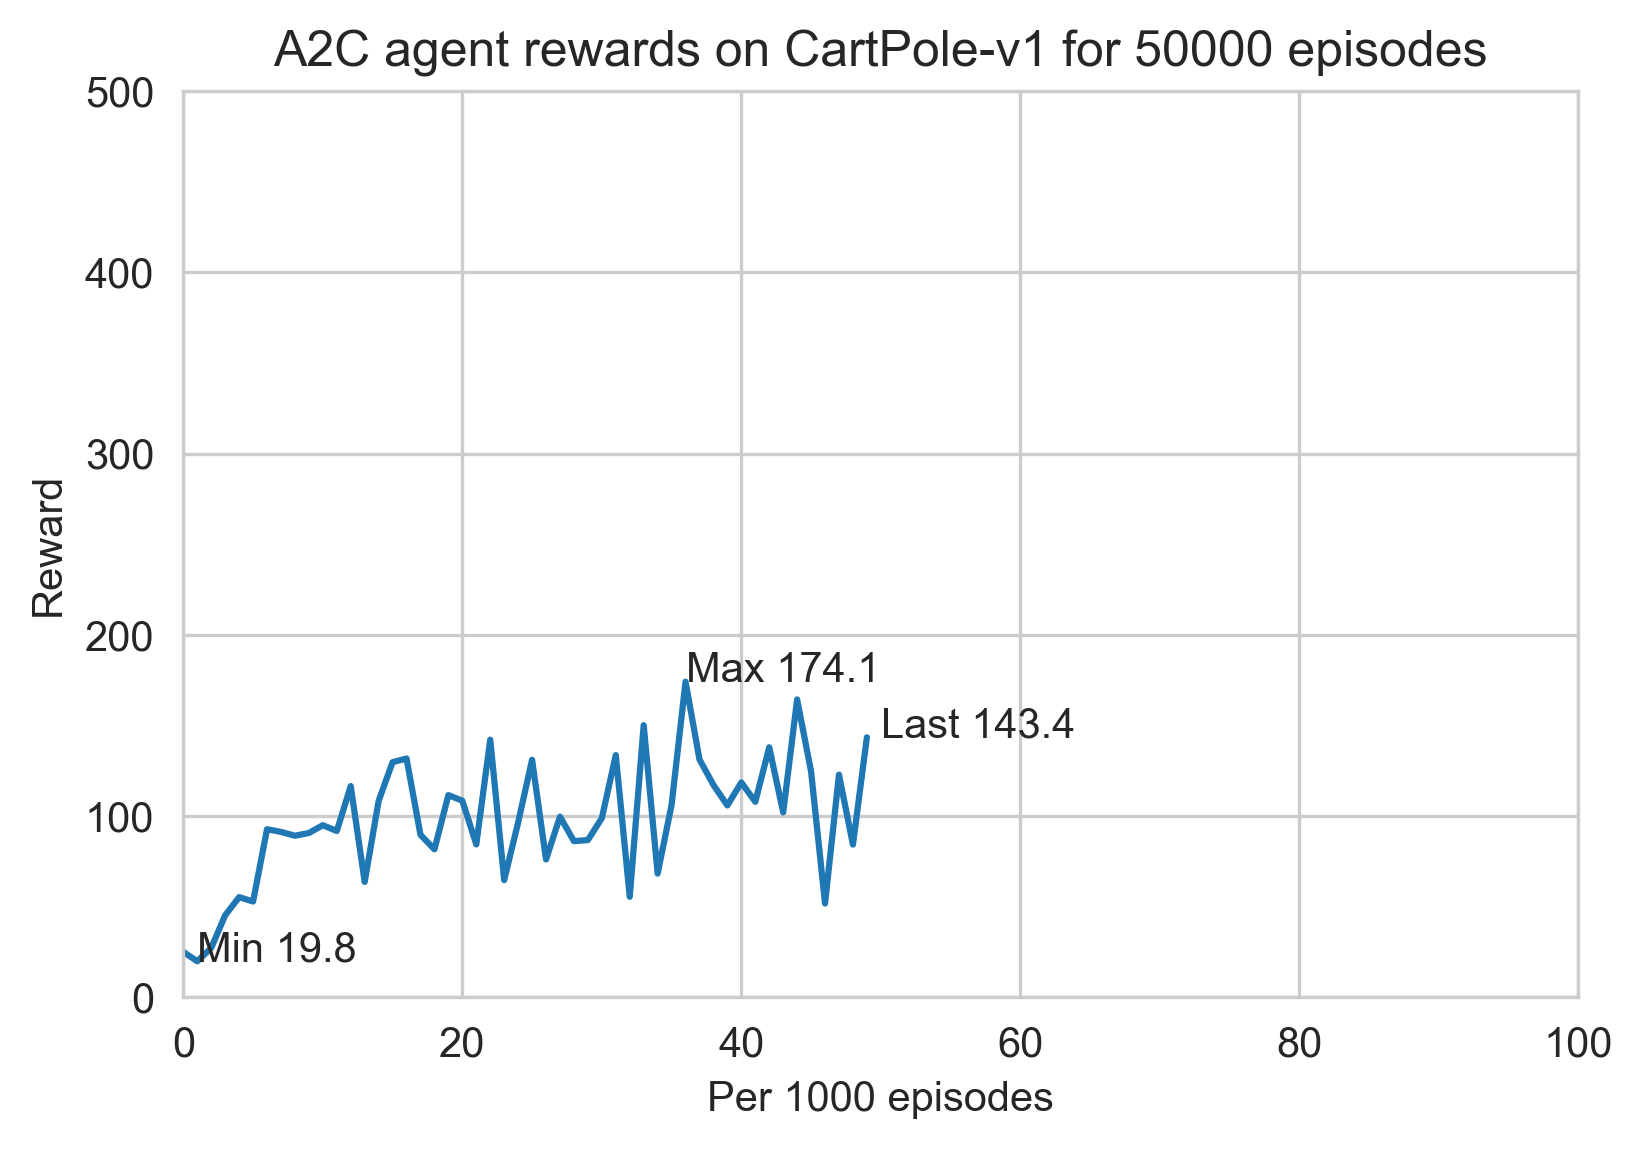 A2C agent rewards on CartPole-v1 for 50000 episodes
500
400
300
200
100
0
Reward
Max 174.1
Last 143.4
Min 19.8
0 20 40 60 80 100
Per 1000 episodes